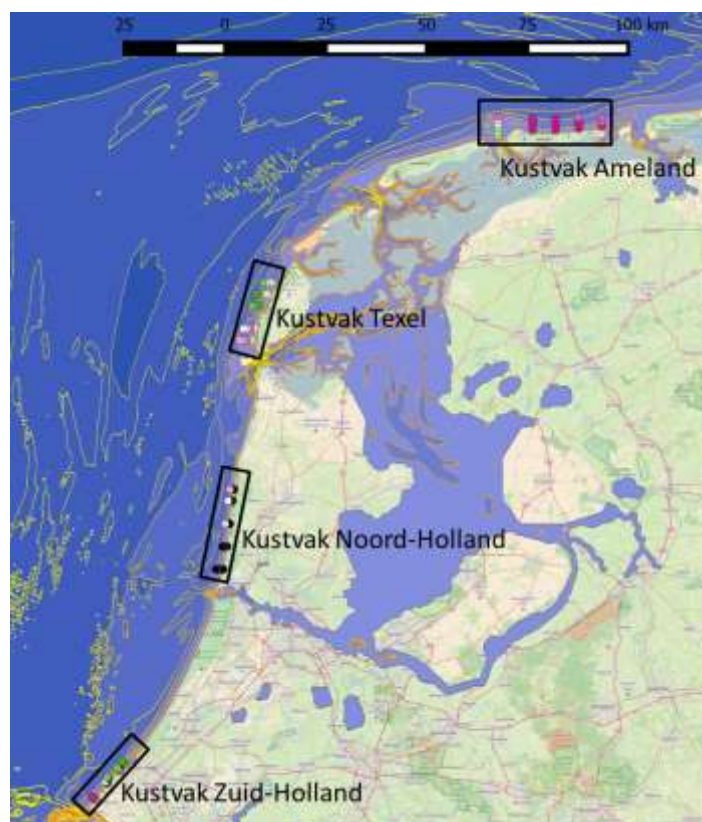 25 0 25 50 75 100 km
Kustvak Ameland
Kustvak Texel
Kustvak Noord-Holland
Kustvak Zuid-Holland